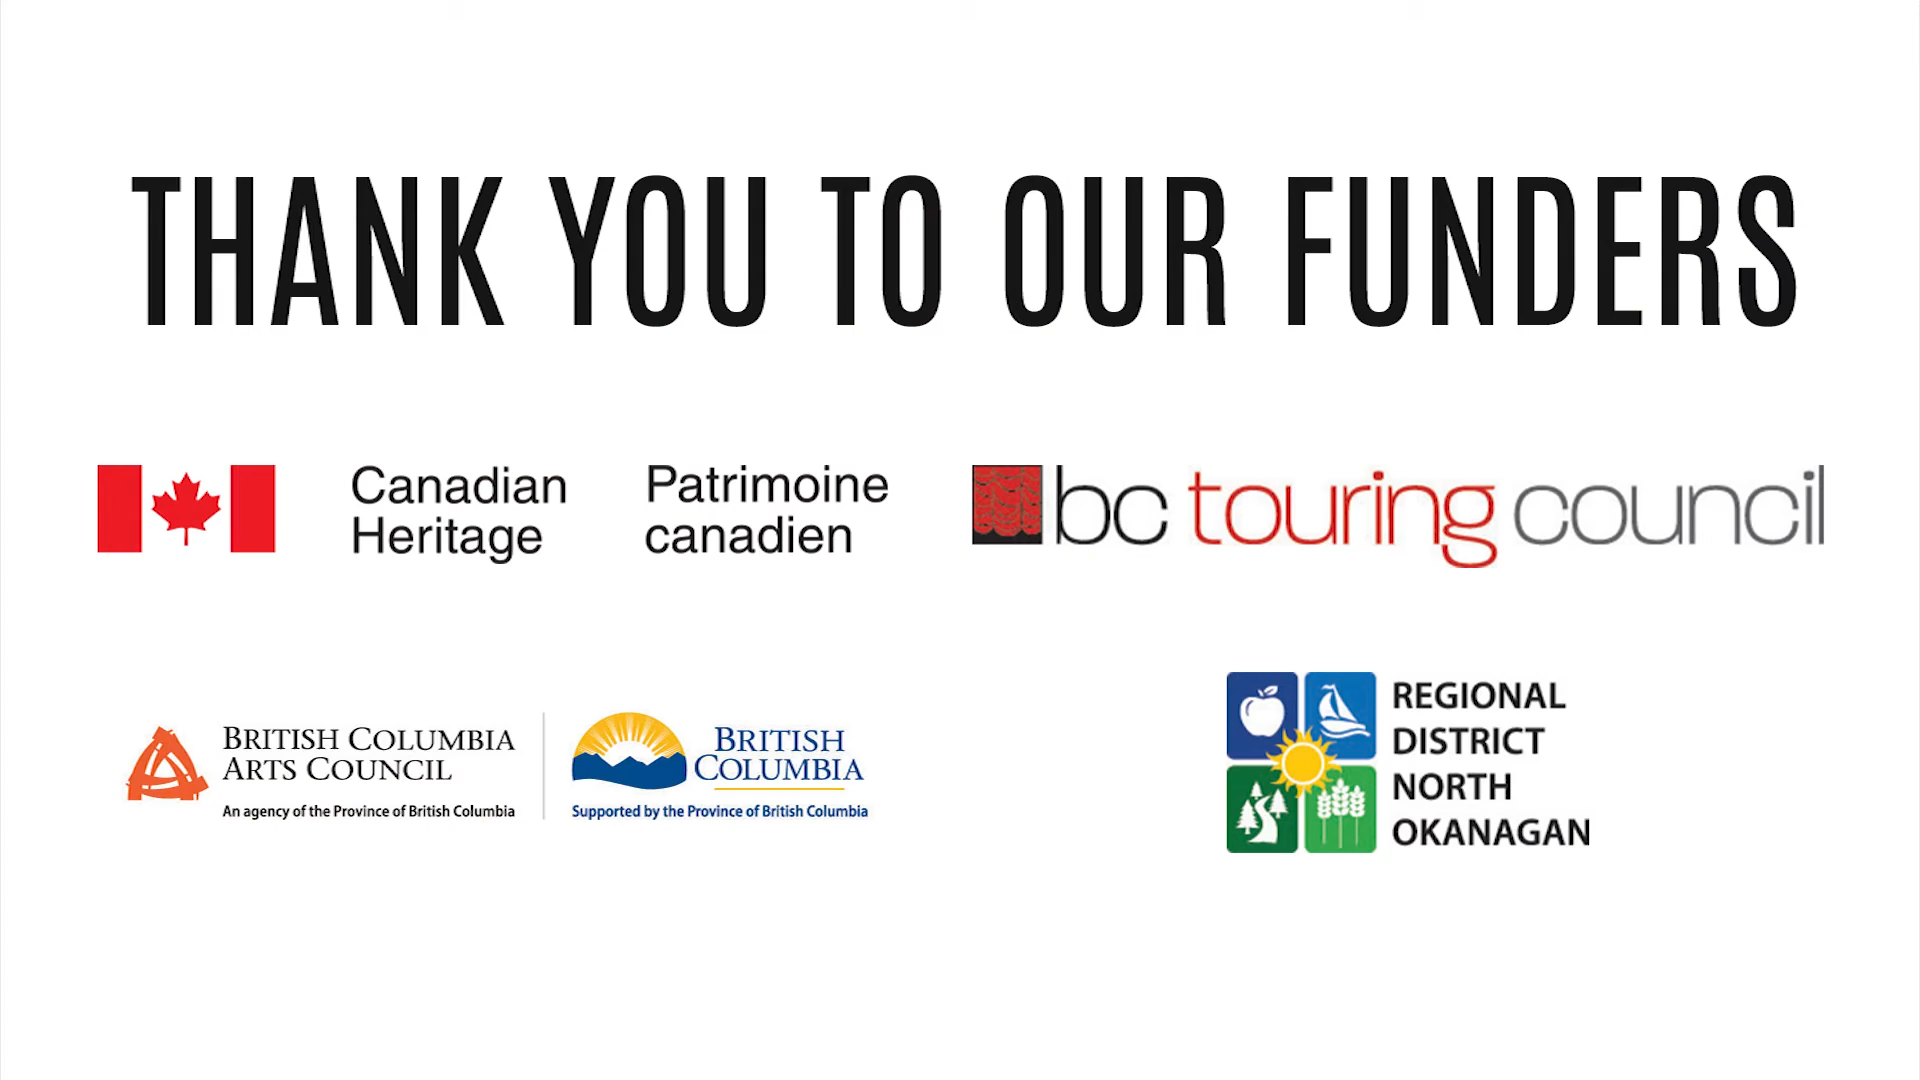 THANK YOU TO OUR FUNDERS
Canadian
Heritage
Patrimoine
canadien
bc touring council
BRITISH COLUMBIA
ARTS COUNCIL
An agency of the Province of British Columbia
BRITISH
COLUMBIA
Supported by the Province of British Columbia
REGIONAL
DISTRICT
NORTH
OKANAGAN